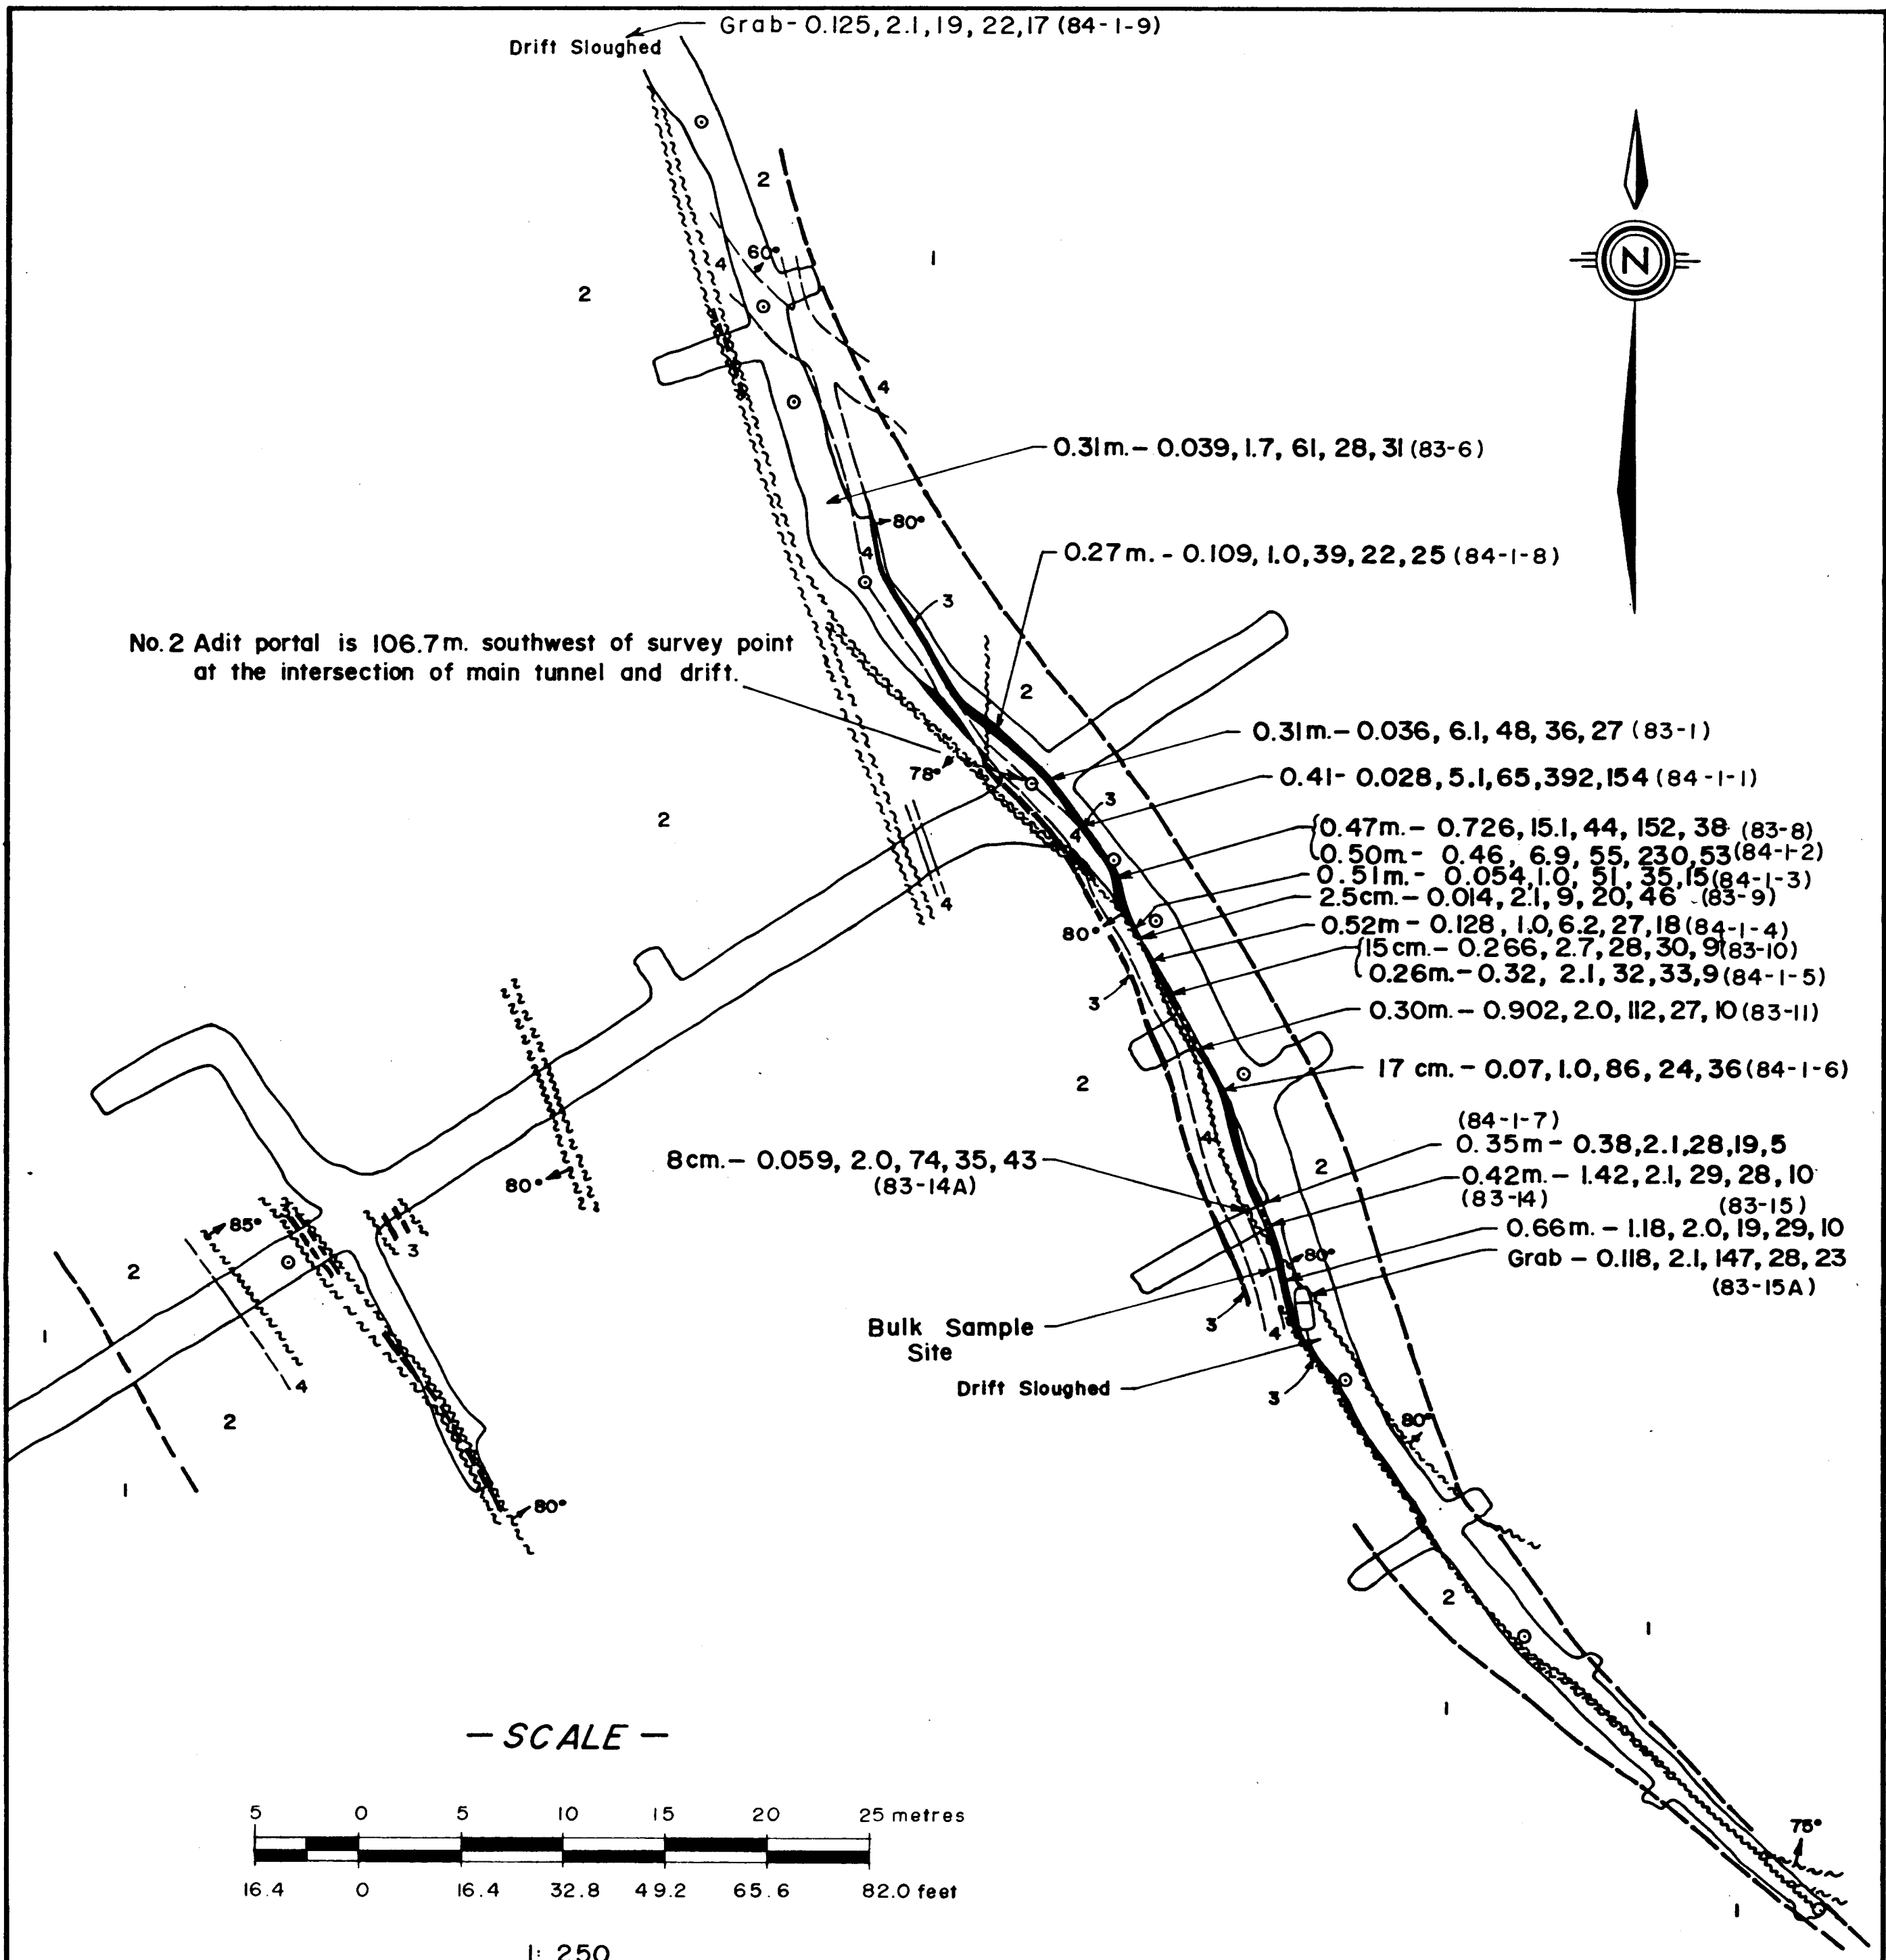 Grab- 0.125, 2.1, 19, 22, 17 (84-1-9)
Drift Sloughed
2
1
60°
4
2
N
4
0.31m.- 0.039, 1.7, 61, 28, 31 (83-6)
80°
4
0.27m. - 0.109, 1.0, 39, 22, 25 (84-1-8)
3
No. 2 Adit portal is 106.7m. southwest of survey point
at the intersection of main tunnel and drift.
2
0.31m.- 0.036, 6.1, 48, 36, 27 (83-1)
78°
0.41- 0.028, 5.1, 65, 392, 154 (84-1-1)
3
2
4
0.47m.- 0.726, 15.1, 44, 152, 38 (83-8)
0.50m- 0.46, 6.9, 55, 230, 53 (84-1-2)
0.51m.- 0.054, 1.0, 51, 35, 15 (84-1-3)
2.5cm.- 0.014, 2.1, 9, 20, 46 (83-9)
4
80°
0.52m - 0.128, 1.0, 6.2, 27, 18 (84-1-4)
15cm.- 0.266, 2.7, 28, 30, 9 (83-10)
0.26m.- 0.32, 2.1, 32, 33, 9 (84-1-5)
3
0.30m.- 0.902, 2.0, 112, 27, 10 (83-11)
2
17 cm.- 0.07, 1.0, 86, 24, 36 (84-1-6)
(84-1-7)
4
0.35m- 0.38, 2.1, 28, 19, 5
8cm.- 0.059, 2.0, 74, 35, 43
(83-14A)
2
0.42m.- 1.42, 2.1, 29, 28, 10
(83-14)
(83-15)
80°
3
85°
3
0.66m. - 1.18, 2.0, 19, 29, 10
80°
Grab - 0.118, 2.1, 147, 28, 23
(83-15A)
2
1
Bulk Sample
Site
3
4
Drift Sloughed
3
4
2
80°
1
80°
2
1
1
- SCALE -
5 0 5 10 15 20 25 metres
16.4 0 16.4 32.8 49.2 65.6 82.0 feet
75°
1
1: 250